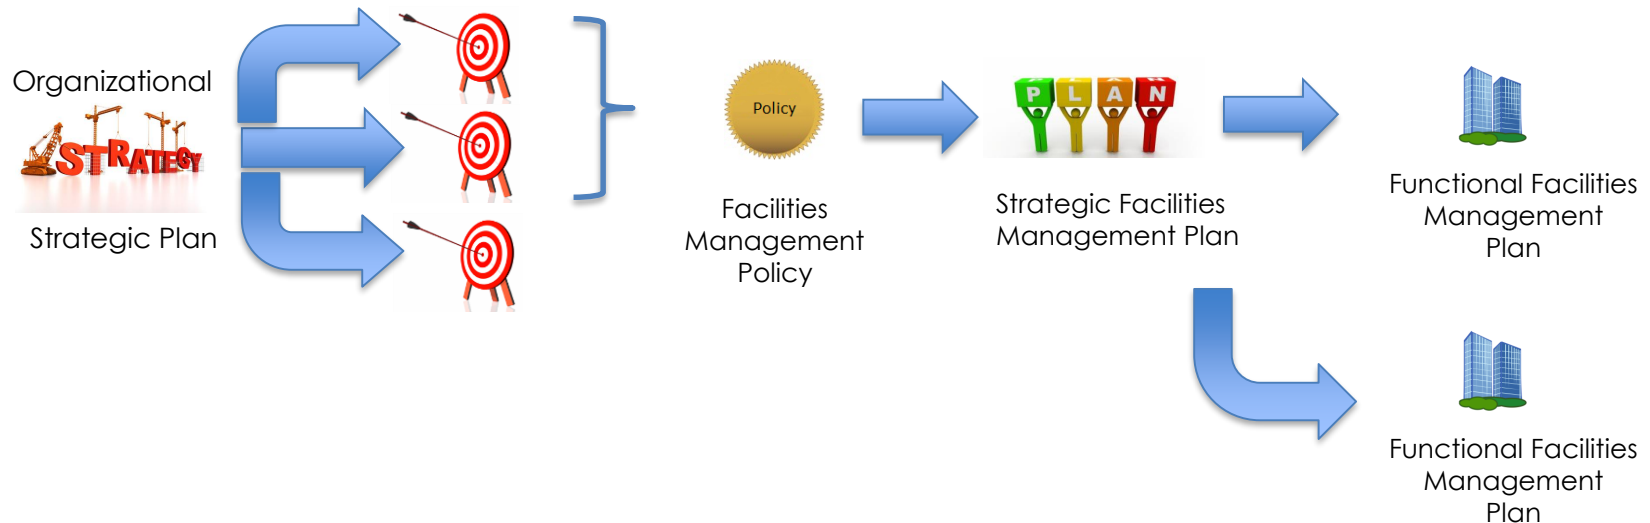 Organizational
STRATEGY
Strategic Plan
Policy
Facilities
Management
Policy
PLAN
Strategic Facilities
Management Plan
Functional Facilities
Management
Plan
Functional Facilities
Management
Plan